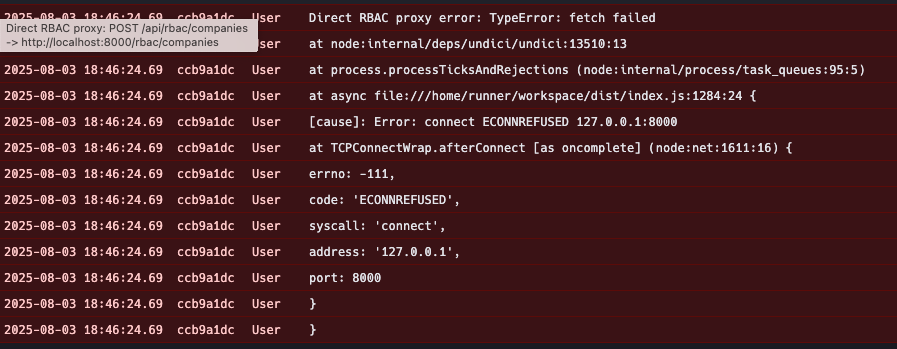 Direct RBAC proxy error: TypeError: fetch failed
Direct RBAC proxy: POST /api/rbac/companies
-> http://localhost:8000/rbac/companies
User
ser at node:internal/deps/undici/undici:13510:13
2025-08-03 18:46:24.69 ccb9a1dc User at process.processTicksAndRejections (node:internal/process/task_queues:95:5)
2025-08-03 18:46:24.69 ccb9a1dc User at async file:///home/runner/workspace/dist/index.js:1284:24 {
2025-08-03 18:46:24.69 ccb9a1dc User [cause]: Error: connect ECONNREFUSED 127.0.0.1:8000
2025-08-03 18:46:24.69 ccb9a1dc User at TCPConnectWrap.afterConnect [as oncomplete] (node:net:1611:16) {
2025-08-03 18:46:24.69 ccb9a1dc User errno: -111,
2025-08-03 18:46:24.69 ccb9a1dc User code: 'ECONNREFUSED',
2025-08-03 18:46:24.69 ccb9a1dc User syscall: 'connect',
2025-08-03 18:46:24.69 ccb9a1dc User address: '127.0.0.1',
2025-08-03 18:46:24.69 ccb9a1dc User port: 8000
2025-08-03 18:46:24.69 ccb9a1dc User }
2025-08-03 18:46:24.69 ccb9a1dc User }